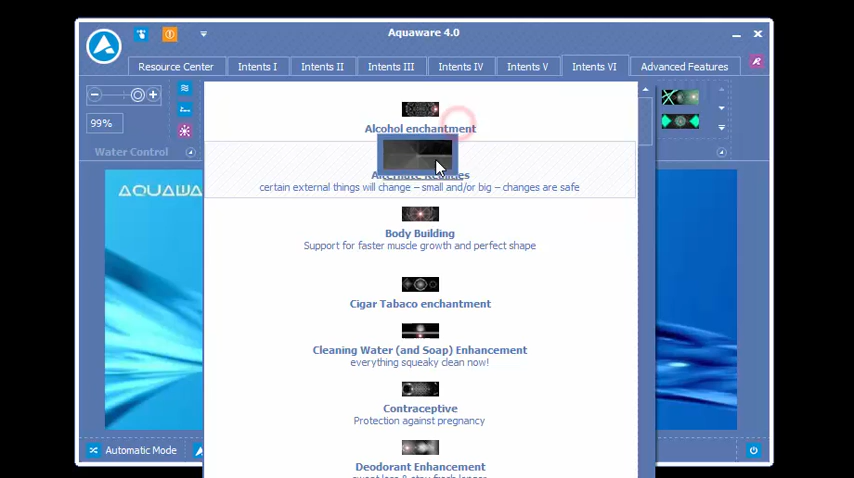 Aquaware 4.0
Resource Center
Intents I
Intents II
Intents III
Intents IV
Intents V
Intents VI
Advanced Features
99%
Water Control
AQUAWA
Alcohol enchantment
certain external things will change – small and/or big – changes are safe
Body Building
Support for faster muscle growth and perfect shape
Cigar Tabaco enchantment
Cleaning Water (and Soap) Enhancement
everything squeaky clean now!
Contraceptive
Protection against pregnancy
Deodorant Enhancement
Automatic Mode